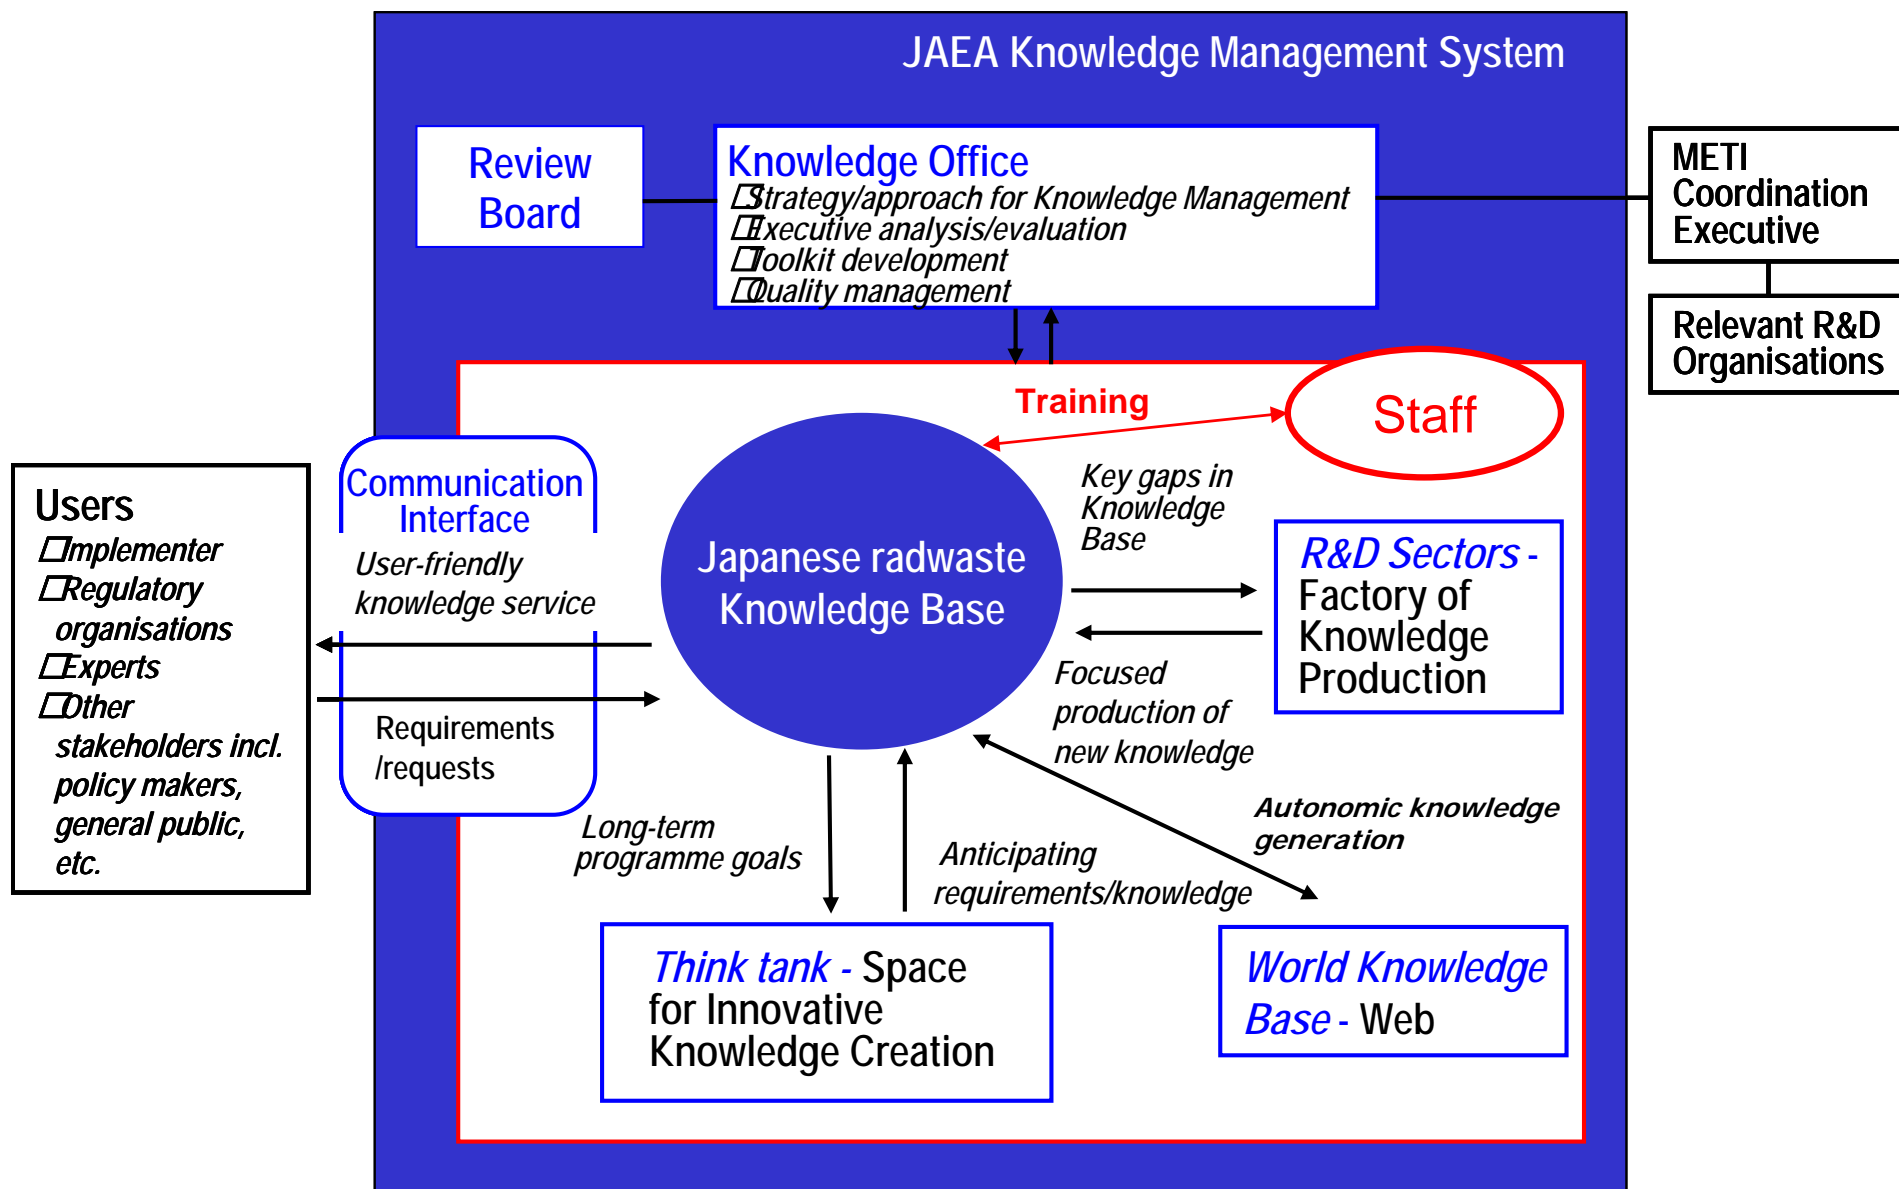 JAEA Knowledge Management System
Review
Board
Knowledge Office
□Strategy/approach for Knowledge Management
□Executive analysis/evaluation
□Toolkit development
□Quality management
METI
Coordination
Executive
Relevant R&D
Organisations
Training
Staff
Users
□Implementer
□Regulatory
organisations
□Experts
□Other
stakeholders incl.
policy makers,
general public,
etc.
Communication
Interface
User-friendly
knowledge service
Requirements
/requests
Japanese radwaste
Knowledge Base
Key gaps in
Knowledge
Base
R&D Sectors -
Factory of
Knowledge
Production
Focused
production of
new knowledge
Long-term
programme goals
Anticipating
requirements/knowledge
Autonomic knowledge
generation
Think tank - Space
for Innovative
Knowledge Creation
World Knowledge
Base - Web